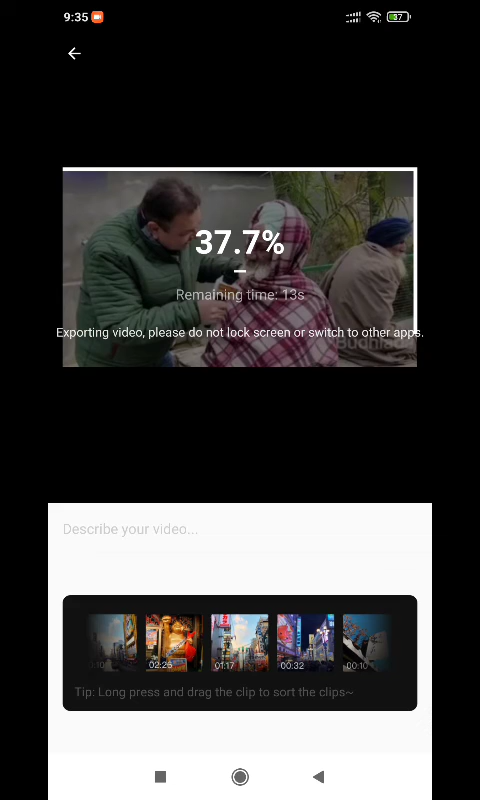 9:35
37
37.7%
Remaining time: 13s
Exporting video, please do not lock screen or switch to other apps.
Describe your video...
02:26
01:17
00:32
00:10
Tip: Long press and drag the clip to sort the clips~